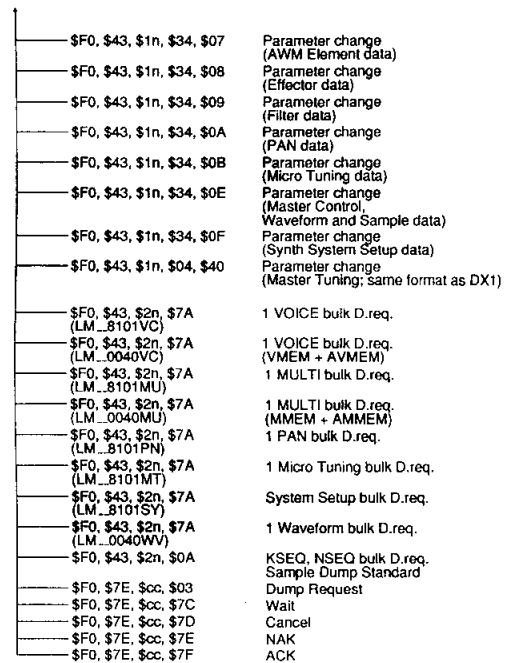 $F0, $43, $1n, $34, $07 Parameter change
(AWM Element data)
$F0, $43, $1n, $34, $08 Parameter change
(Effector data)
$F0, $43, $1n, $34, $09 Parameter change
(Filter data)
$F0, $43, $1n, $34, $0A Parameter change
(PAN data)
$F0, $43, $1n, $34, $0B Parameter change
(Micro Tuning data)
$F0, $43, $1n, $34, $0E Parameter change
(Master Control,
Waveform and Sample data)
$F0, $43, $1n, $34, $0F Parameter change
(Synth System Setup data)
$F0, $43, $1n, $04, $40 Parameter change
(Master Tuning; same format as DX1)
$F0, $43, $2n, $7A 1 VOICE bulk D.req.
(LM__8101VC)
$F0, $43, $2n, $7A 1 VOICE bulk D.req.
(LM__0040VC) (VMEM + AVMEM)
$F0, $43, $2n, $7A 1 MULTI bulk D.req.
(LM__8101MU)
$F0, $43, $2n, $7A 1 MULTI bulk D.req.
(LM__0040MU) (MMEM + AMMEM)
$F0, $43, $2n, $7A 1 PAN bulk D.req.
(LM__8101PN)
$F0, $43, $2n, $7A 1 Micro Tuning bulk D.req.
(LM__8101MT)
$F0, $43, $2n, $7A System Setup bulk D.req.
(LM__8101SY)
$F0, $43, $2n, $7A 1 Waveform bulk D.req.
(LM__0040WV)
$F0, $43, $2n, $0A KSEQ, NSEQ bulk D.req.
Sample Dump Standard
$F0, $7E, $cc, $03 Dump Request
$F0, $7E, $cc, $7C Wait
$F0, $7E, $cc, $7D Cancel
$F0, $7E, $cc, $7E NAK
$F0, $7E, $cc, $7F ACK